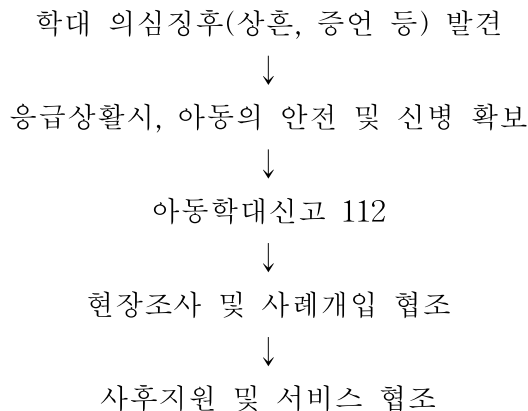 학대 의심징후(상흔, 증언 등) 발견
↓
응급상황시, 아동의 안전 및 신병 확보
↓
아동학대신고 112
↓
현장조사 및 사례개입 협조
↓
사후지원 및 서비스 협조